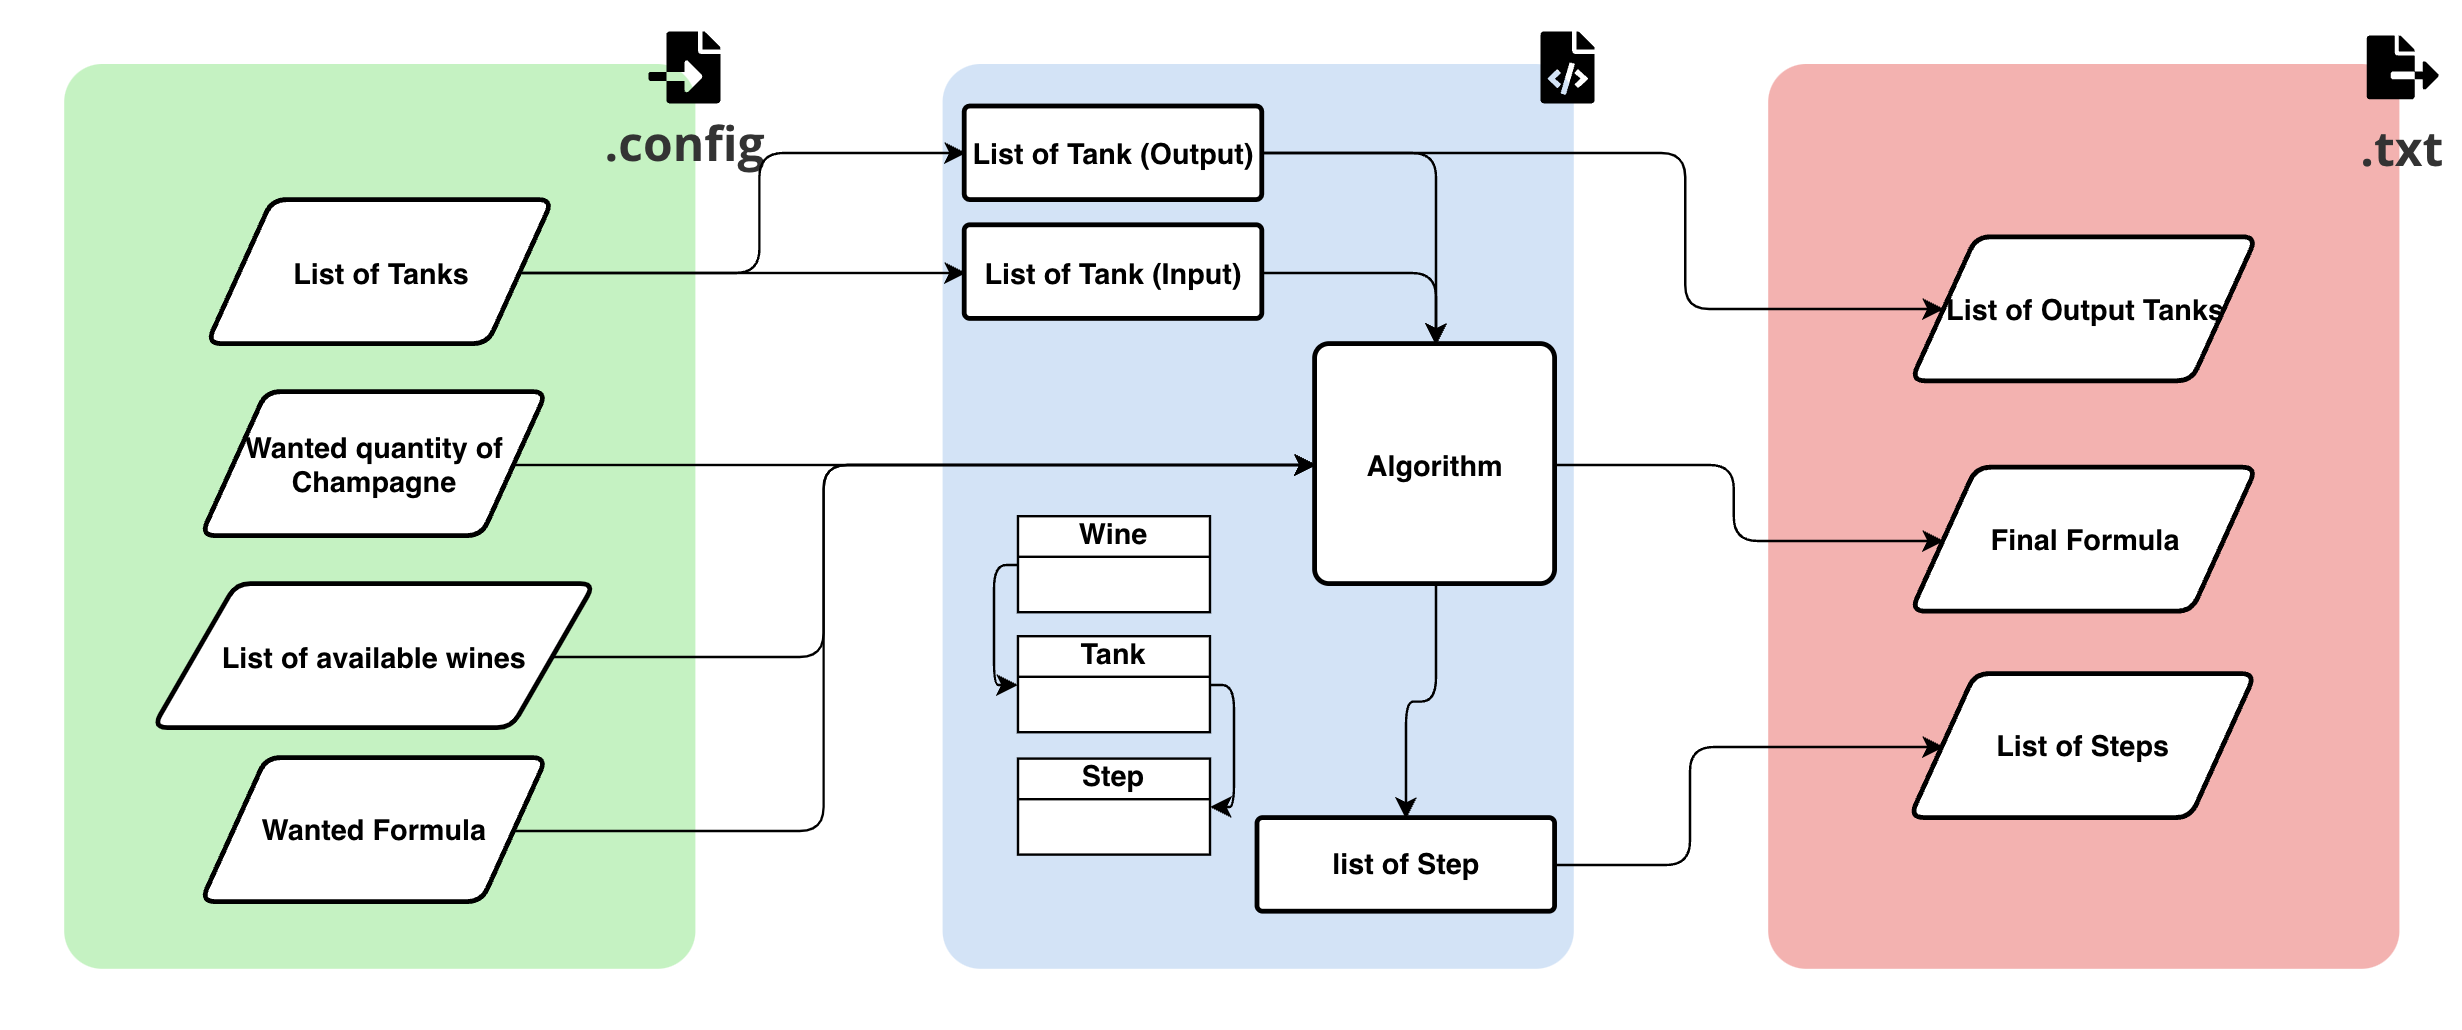 .config
List of Tanks
Wanted quantity of
Champagne
List of available wines
Wanted Formula
</>
List of Tank (Output)
List of Tank (Input)
Algorithm
Wine
Tank
Step
list of Step
.txt
List of Output Tanks
Final Formula
List of Steps